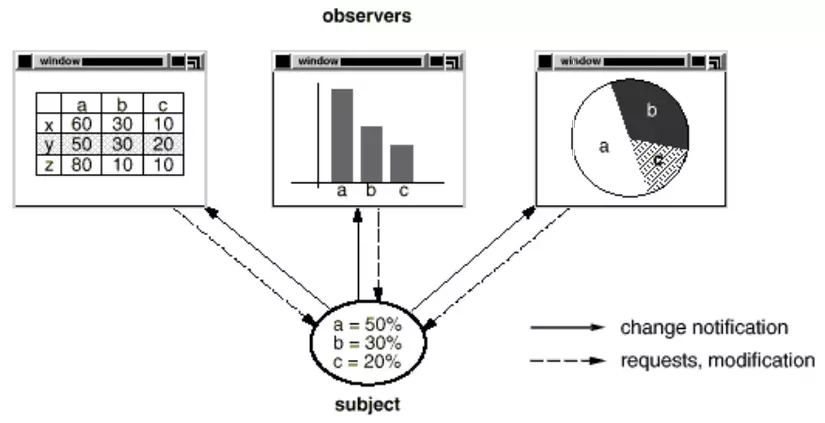 observers
window
a b c
x 60 30 10
y 50 30 20
z 80 10 10
window
a b c
window
b
a
c
a = 50%
b = 30%
c = 20%
subject
change notification
requests, modification